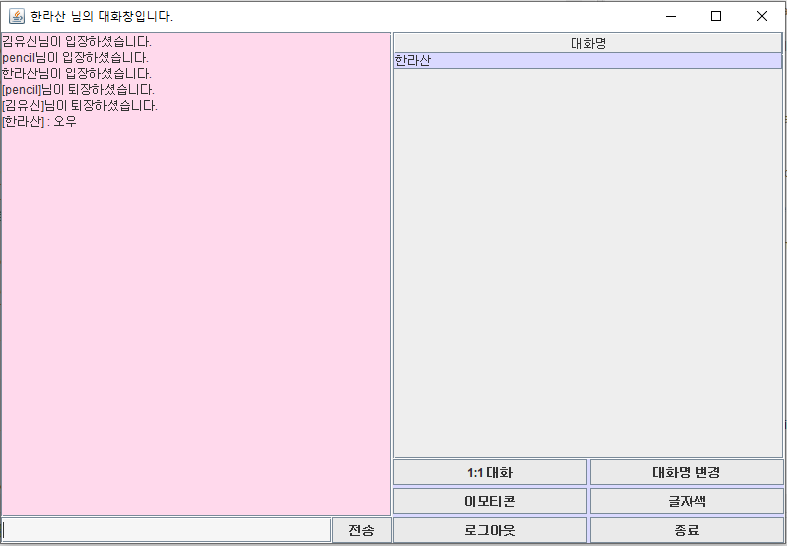 한라산 님의 대화창입니다.
김유신님이 입장하셨습니다.
pencil님이 입장하셨습니다.
한라산님이 입장하셨습니다.
[pencil]님이 퇴장하셨습니다.
[김유신]님이 퇴장하셨습니다.
[한라산] : 오우
대화명
한라산
1:1 대화
대화명 변경
이모티콘
글자색
전송
로그아웃
종료